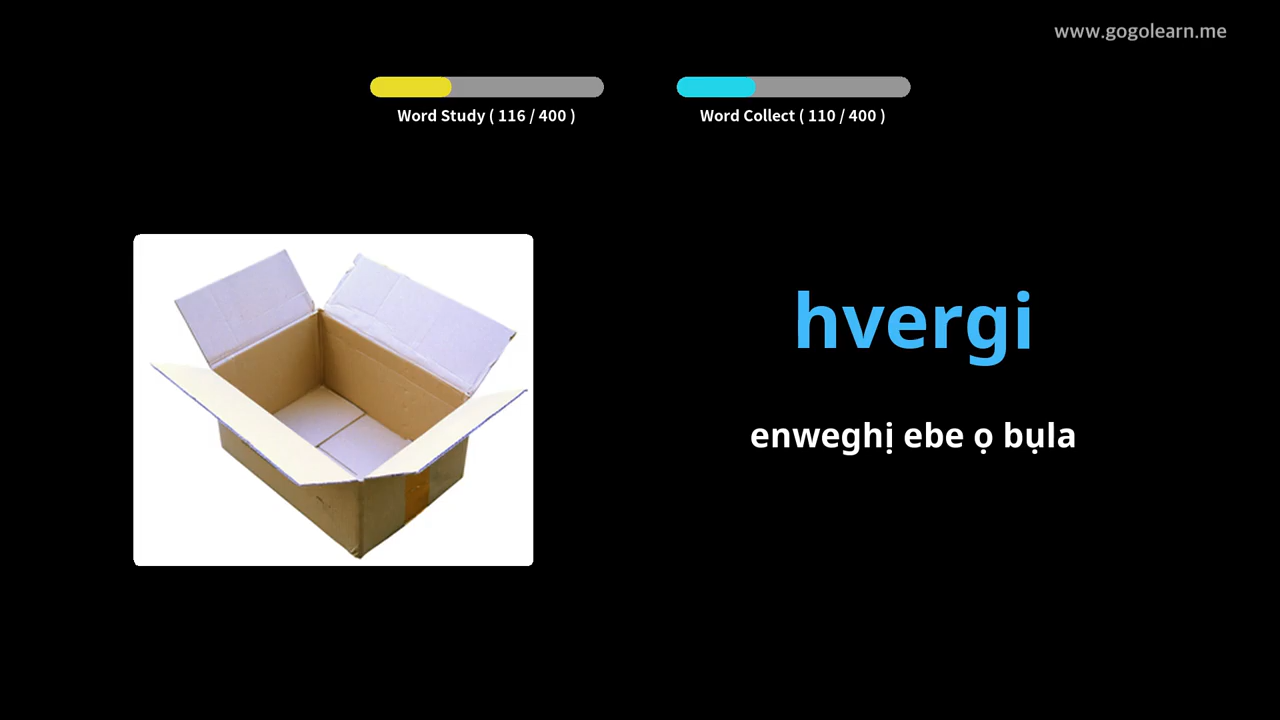 www.gogolearn.me
Word Study ( 116 / 400 )
Word Collect ( 110 / 400 )
hvergi
enweghị ebe ọ bụla